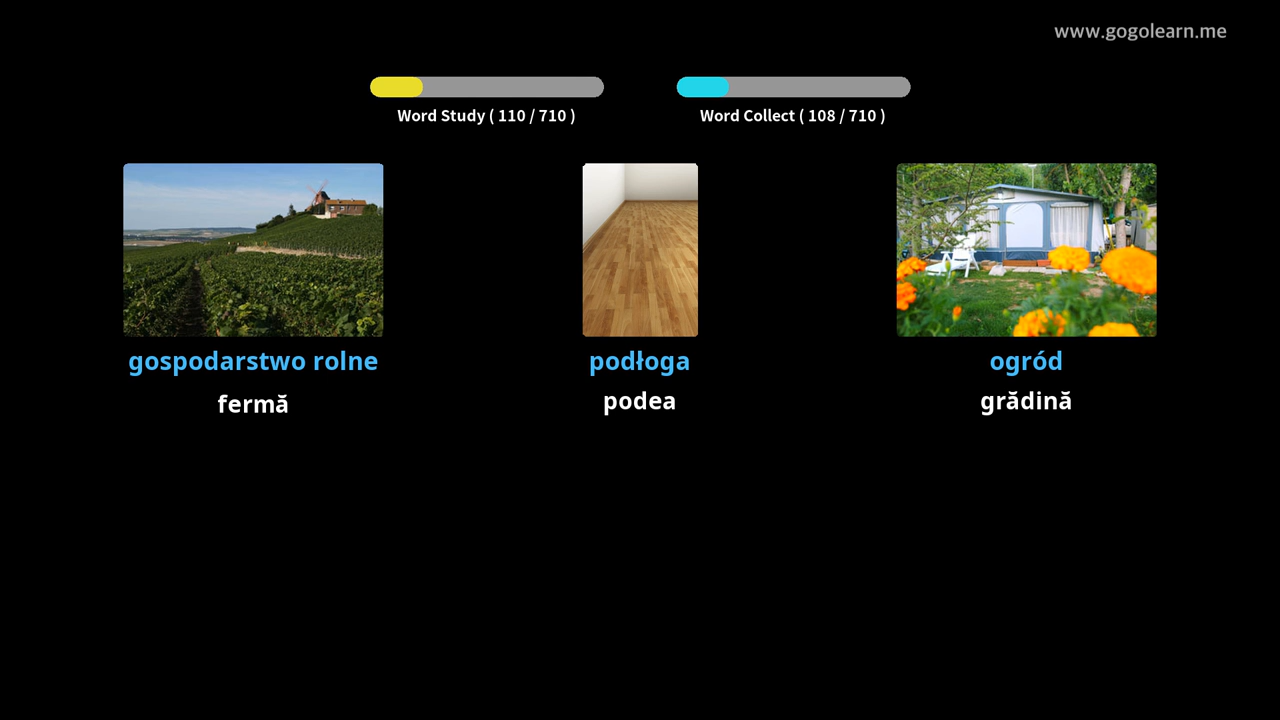 www.gogolearn.me
Word Study ( 110 / 710 )
Word Collect ( 108 / 710 )
gospodarstwo rolne
fermă
podłoga
podea
ogród
grădină